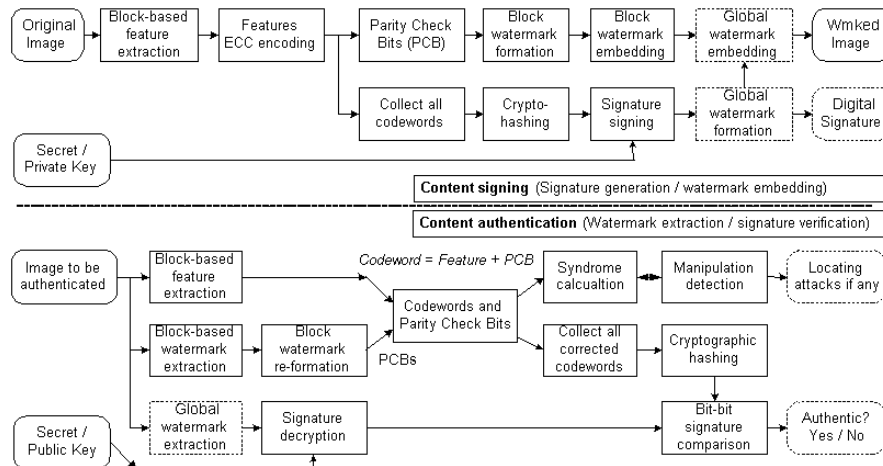 Original
Image
Block-based
feature
extraction
Features
ECC encoding
Parity Check
Bits (PCB)
Block
watermark
formation
Block
watermark
embedding
Global
watermark
embedding
Wmked
Image
Collect all
codewords
Crypto-
hashing
Signature
signing
Global
watermark
formation
Digital
Signature
Secret /
Private Key
Content signing (Signature generation / watermark embedding)
Content authentication (Watermark extraction / signature verification)
Image to be
authenticated
Block-based
feature
extraction
Codeword = Feature + PCB
Syndrome
calcualtion
Manipulation
detection
Locating
attacks if any
Codewords and
Parity Check Bits
Block-based
watermark
extraction
Block
watermark
re-formation
PCBs
Collect all
corrected
codewords
Cryptographic
hashing
Global
watermark
extraction
Signature
decryption
Bit-bit
signature
comparison
Authentic?
Yes / No
Secret /
Public Key